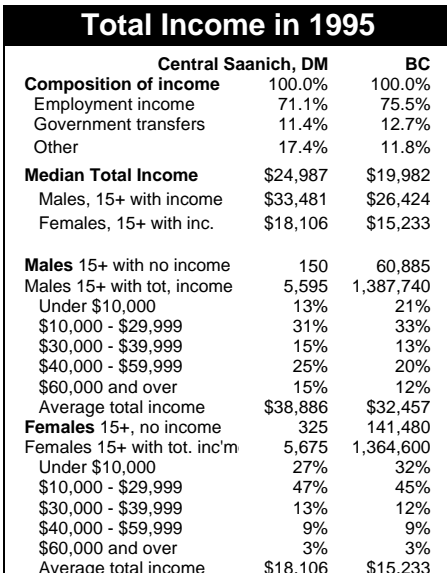 Total Income in 1995
Central Saanich, DM BC
Composition of income 100.0% 100.0%
Employment income 71.1% 75.5%
Government transfers 11.4% 12.7%
Other 17.4% 11.8%
Median Total Income $24,987 $19,982
Males, 15+ with income $33,481 $26,424
Females, 15+ with inc. $18,106 $15,233
Males 15+ with no income 150 60,885
Males 15+ with tot, income 5,595 1,387,740
Under $10,000 13% 21%
$10,000 - $29,999 31% 33%
$30,000 - $39,999 15% 13%
$40,000 - $59,999 25% 20%
$60,000 and over 15% 12%
Average total income $38,886 $32,457
Females 15+, no income 325 141,480
Females 15+ with tot. inc'm 5,675 1,364,600
Under $10,000 27% 32%
$10,000 - $29,999 47% 45%
$30,000 - $39,999 13% 12%
$40,000 - $59,999 9% 9%
$60,000 and over 3% 3%
Average total income $18,106 $15,233